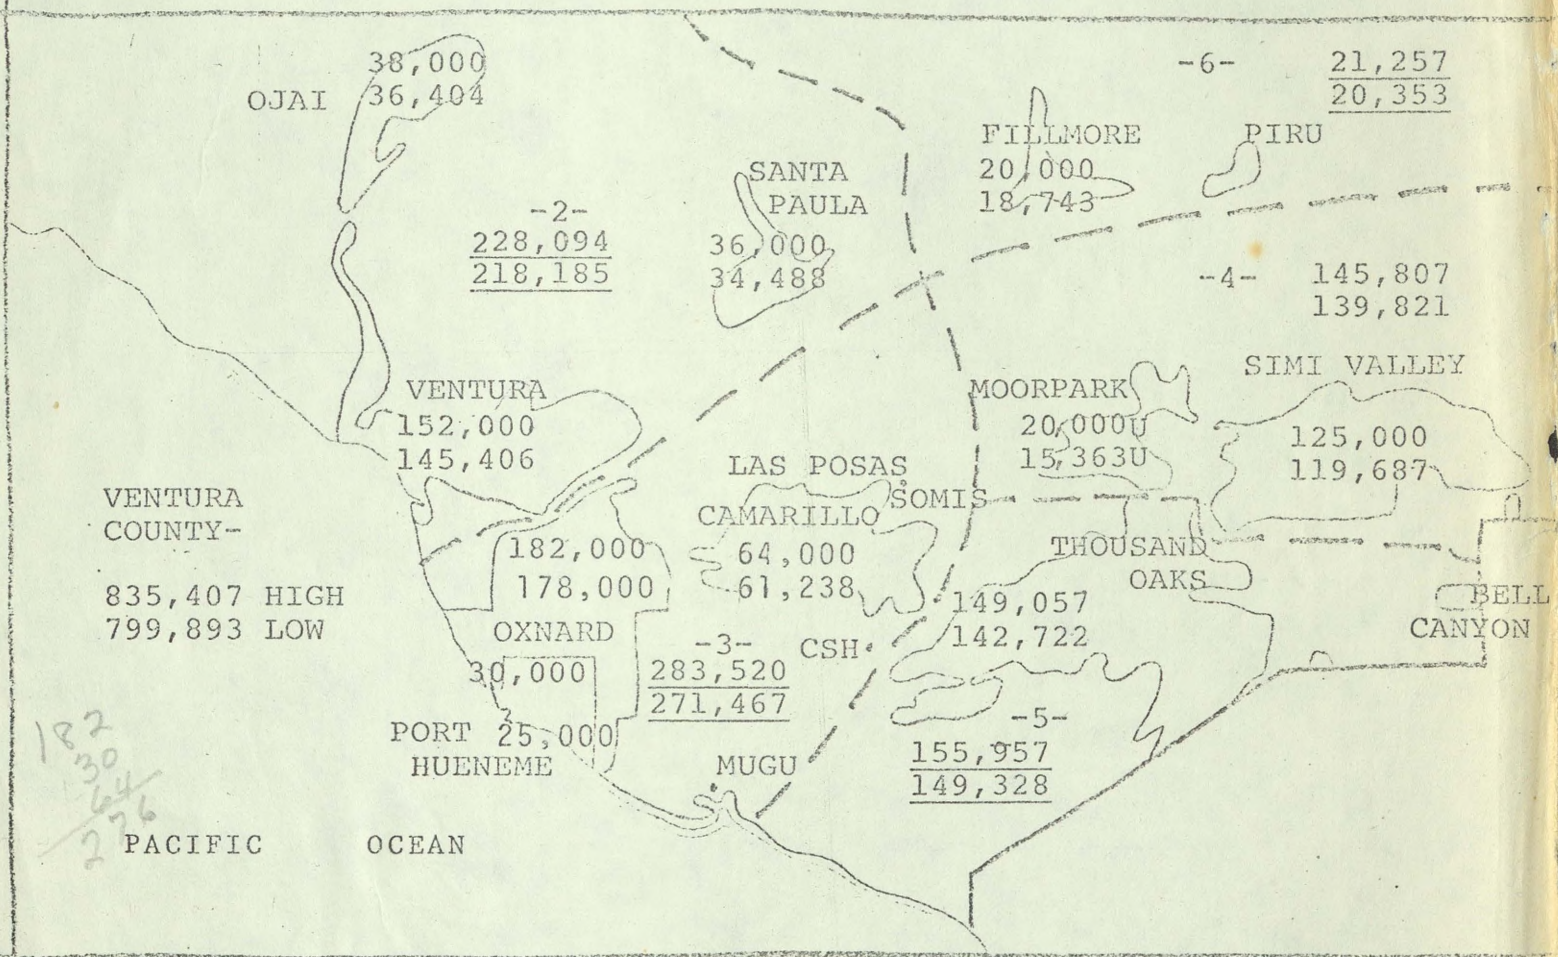 38,000
OJAI 36,404
-6- 21,257
20,353
FILLMORE
20,000
18,743
PIRU
SANTA
PAULA
36,000
34,488
-2-
228,094
218,185
-4- 145,807
139,821
SIMI VALLEY
125,000
119,687
MOORPARK
20,000U
15,363U
VENTURA
152,000
145,406
LAS POSAS
SOMIS
CAMARILLO
64,000
61,238
VENTURA
COUNTY-
835,407 HIGH
799,893 LOW
182,000
178,000
OXNARD
30,000
PORT 25,000
HUENEME
THOUSAND
OAKS
149,057
142,722
BELL
CANYON
-3-
283,520
271,467
CSH
-5-
155,957
149,328
MUGU
182
30
64
276
PACIFIC OCEAN